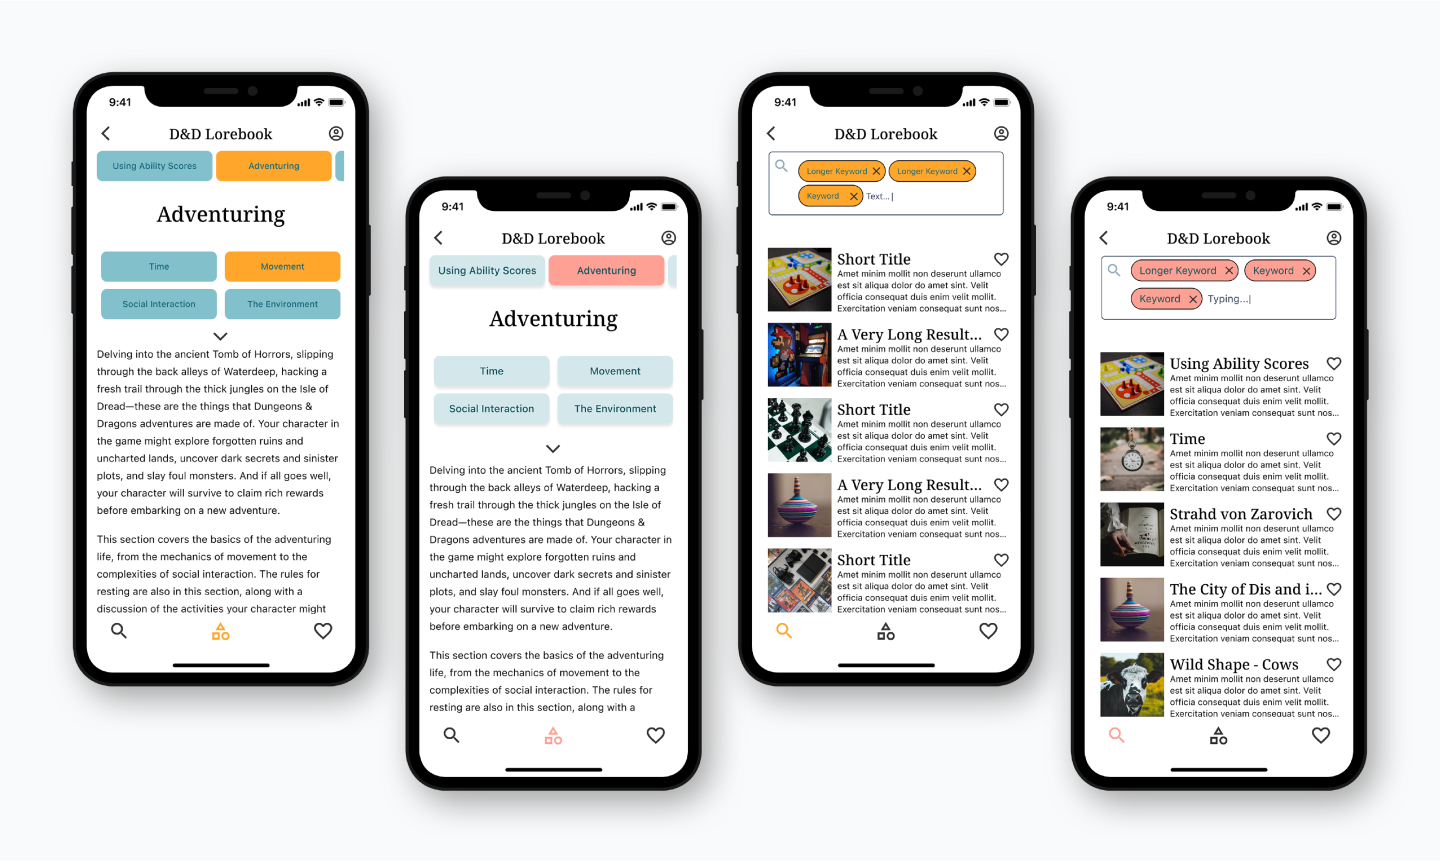 9:41
D&D Lorebook
Using Ability Scores
Adventuring
Adventuring
Time
Movement
Social Interaction
The Environment
Delving into the ancient Tomb of Horrors, slipping
through the back alleys of Waterdeep, hacking a
fresh trail through the thick jungles on the Isle of
Dread—these are the things that Dungeons &
Dragons adventures are made of. Your character in
the game might explore forgotten ruins and
uncharted lands, uncover dark secrets and sinister
plots, and slay foul monsters. And if all goes well,
your character will survive to claim rich rewards
before embarking on a new adventure.
This section covers the basics of the adventuring
life, from the mechanics of movement to the
complexities of social interaction. The rules for
resting are also in this section, along with a
discussion of the activities your character might
9:41
D&D Lorebook
Using Ability Scores
Adventuring
Adventuring
Time
Movement
Social Interaction
The Environment
Delving into the ancient Tomb of Horrors, slipping
through the back alleys of Waterdeep, hacking a
fresh trail through the thick jungles on the Isle of
Dread—these are the things that Dungeons &
Dragons adventures are made of. Your character in
the game might explore forgotten ruins and
uncharted lands, uncover dark secrets and sinister
plots, and slay foul monsters. And if all goes well,
your character will survive to claim rich rewards
before embarking on a new adventure.
This section covers the basics of the adventuring
life, from the mechanics of movement to the
complexities of social interaction. The rules for
resting are also in this section, along with a
9:41
D&D Lorebook
Longer Keyword
Longer Keyword
Keyword
Text...|
Short Title
Amet minim mollit non deserunt ullamco
est sit aliqua dolor do amet sint. Velit
officia consequat duis enim velit mollit.
Exercitation veniam consequat sunt nos...
A Very Long Result...
Amet minim mollit non deserunt ullamco
est sit aliqua dolor do amet sint. Velit
officia consequat duis enim velit mollit.
Exercitation veniam consequat sunt nos...
Short Title
Amet minim mollit non deserunt ullamco
est sit aliqua dolor do amet sint. Velit
officia consequat duis enim velit mollit.
Exercitation veniam consequat sunt nos...
A Very Long Result...
Amet minim mollit non deserunt ullamco
est sit aliqua dolor do amet sint. Velit
officia consequat duis enim velit mollit.
Exercitation veniam consequat sunt nos...
Short Title
Amet minim mollit non deserunt ullamco
est sit aliqua dolor do amet sint. Velit
officia consequat duis enim velit mollit.
Exercitation veniam consequat sunt nos...
9:41
D&D Lorebook
Longer Keyword
Keyword
Keyword
Typing...|
Using Ability Scores
Amet minim mollit non deserunt ullamco
est sit aliqua dolor do amet sint. Velit
officia consequat duis enim velit mollit.
Exercitation veniam consequat sunt nos...
Time
Amet minim mollit non deserunt ullamco
est sit aliqua dolor do amet sint. Velit
officia consequat duis enim velit mollit.
Exercitation veniam consequat sunt nos...
Strahd von Zarovich
Amet minim mollit non deserunt ullamco
est sit aliqua dolor do amet sint. Velit
officia consequat duis enim velit mollit.
Exercitation veniam consequat sunt nos...
The City of Dis and i...
Amet minim mollit non deserunt ullamco
est sit aliqua dolor do amet sint. Velit
officia consequat duis enim velit mollit.
Exercitation veniam consequat sunt nos...
Wild Shape - Cows
Amet minim mollit non deserunt ullamco
est sit aliqua dolor do amet sint. Velit
officia consequat duis enim velit mollit.
Exercitation veniam consequat sunt nos...